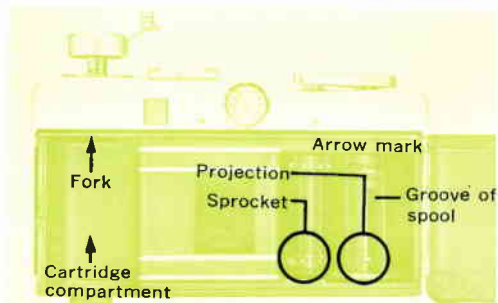 Arrow mark
Projection
Fork
Sprocket
Groove of
spool
Cartridge
compartment